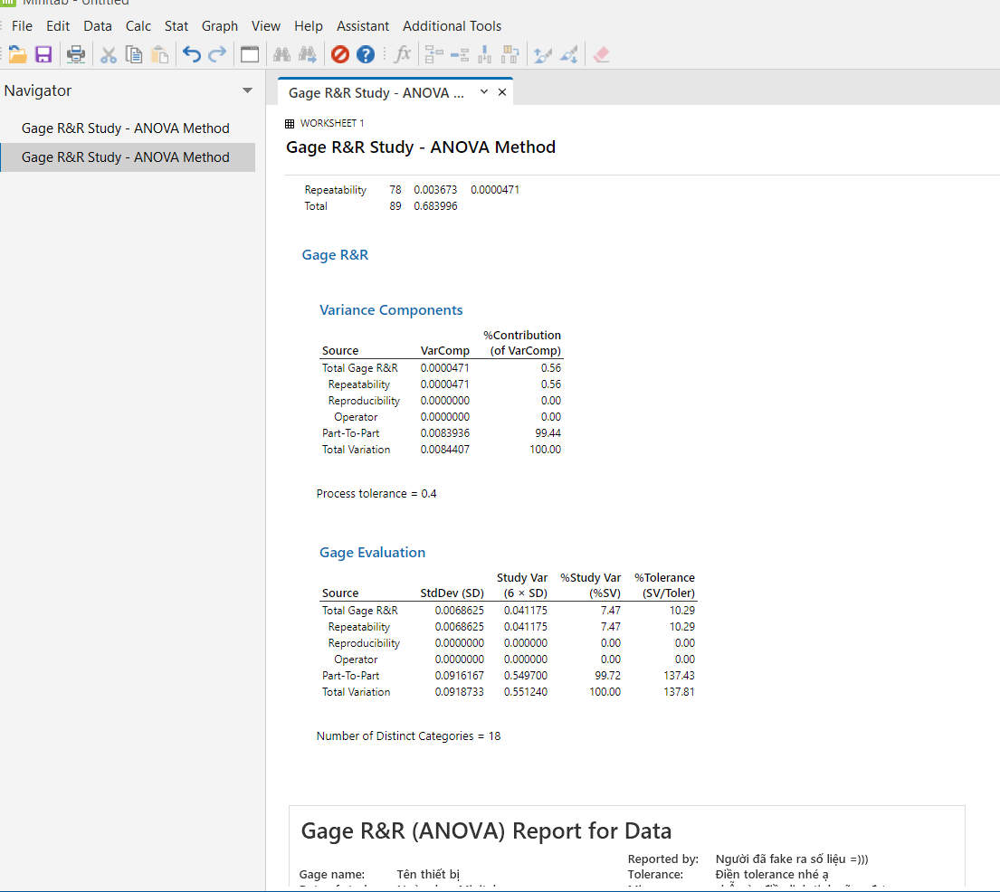 Minitab - Untitled
File Edit Data Calc Stat Graph View Help Assistant Additional Tools
Navigator
Gage R&R Study - ANOVA Method
Gage R&R Study - ANOVA Method
Gage R&R Study - ANOVA ...
WORKSHEET 1
Gage R&R Study - ANOVA Method
Repeatability 78 0.003673 0.0000471
Total 89 0.683996
Gage R&R
Variance Components
%Contribution
Source VarComp (of VarComp)
Total Gage R&R 0.0000471 0.56
Repeatability 0.0000471 0.56
Reproducibility 0.0000000 0.00
Operator 0.0000000 0.00
Part-To-Part 0.0083936 99.44
Total Variation 0.0084407 100.00
Process tolerance = 0.4
Gage Evaluation
Study Var %Study Var %Tolerance
Source StdDev (SD) (6 × SD) (%SV) (SV/Toler)
Total Gage R&R 0.0068625 0.041175 7.47 10.29
Repeatability 0.0068625 0.041175 7.47 10.29
Reproducibility 0.0000000 0.000000 0.00 0.00
Operator 0.0000000 0.000000 0.00 0.00
Part-To-Part 0.0916167 0.549700 99.72 137.43
Total Variation 0.0918733 0.551240 100.00 137.81
Number of Distinct Categories = 18
Gage R&R (ANOVA) Report for Data
Reported by: Người đã fake ra số liệu =)))
Gage name: Tên thiết bị Tolerance: Điền tolerance nhé ạ